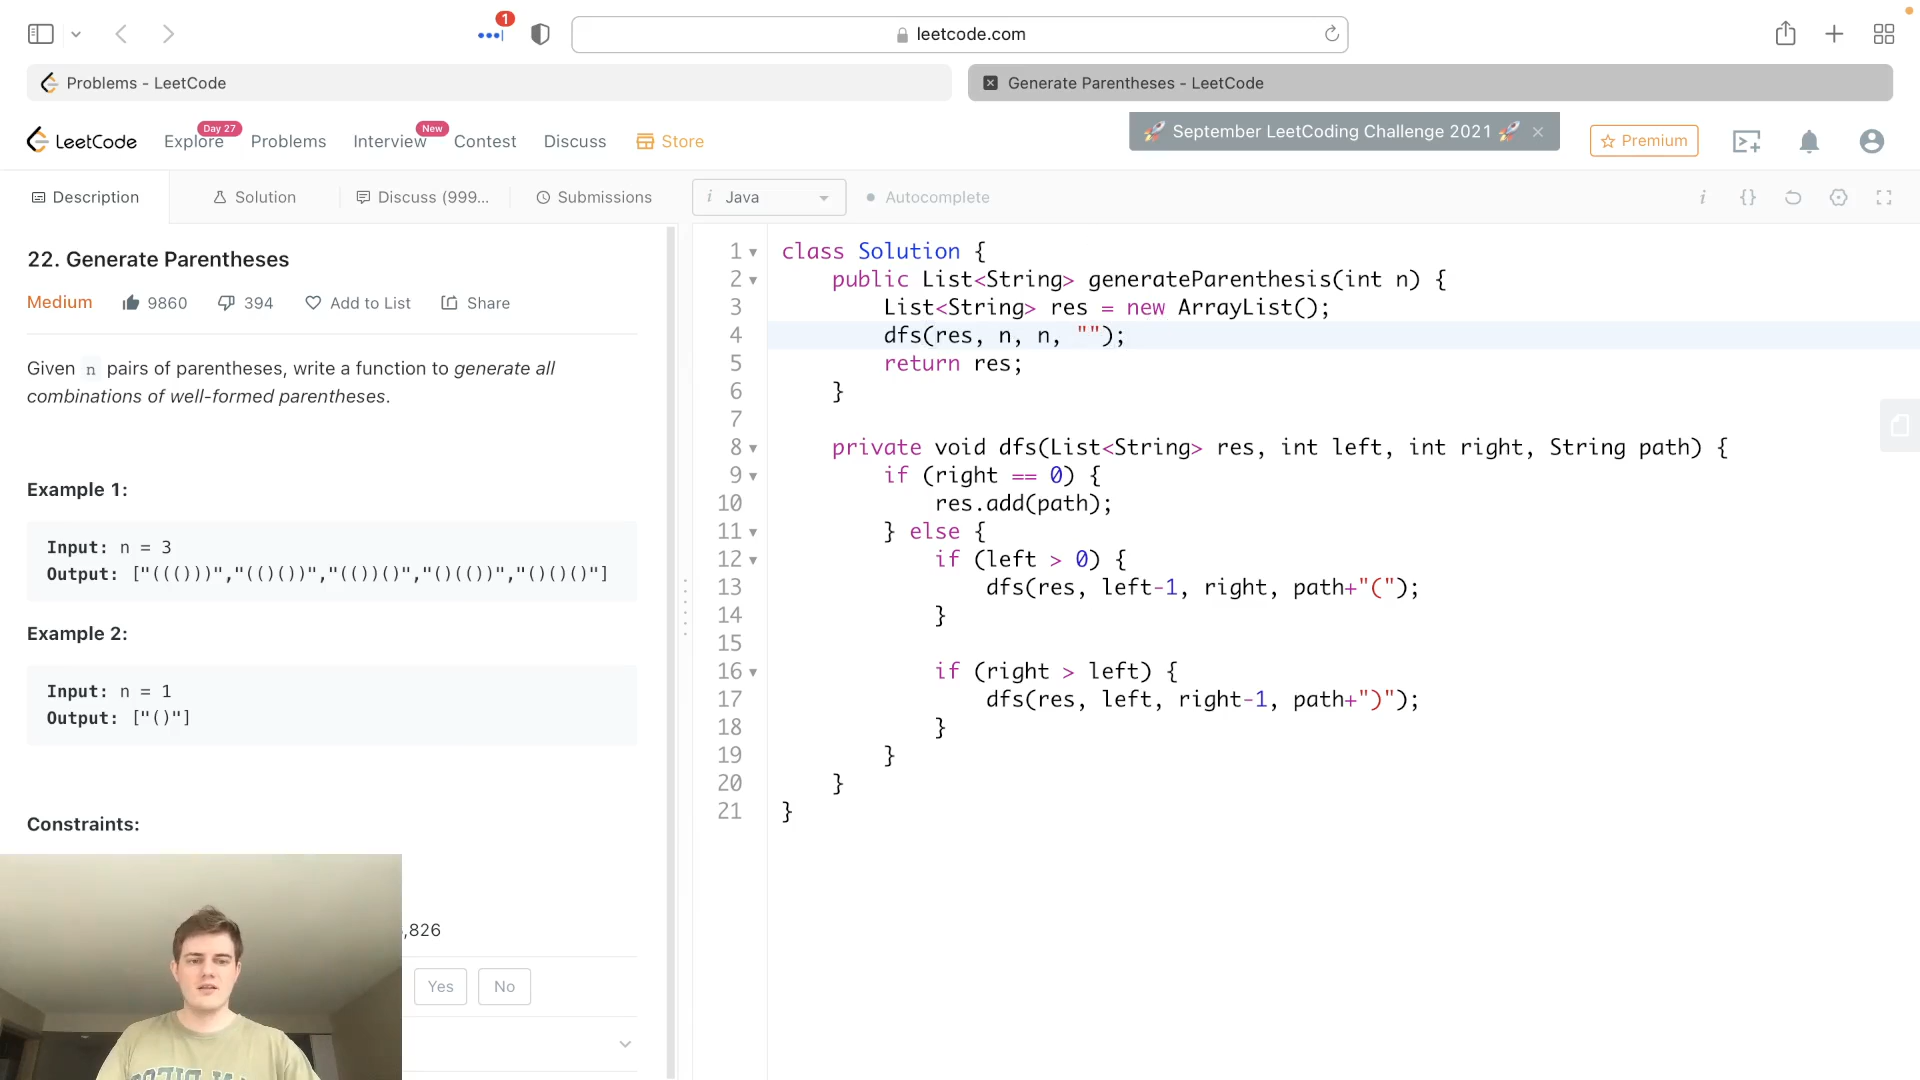 1
leetcode.com
Problems - LeetCode
Generate Parentheses - LeetCode
LeetCode
Explore
Day 27
Problems
Interview
New
Contest
Discuss
Store
🚀 September LeetCoding Challenge 2021 🚀
Premium
Description
Solution
Discuss (999...
Submissions
i Java
Autocomplete
i {}
22. Generate Parentheses
Medium
9860
394
Add to List
Share
Given n pairs of parentheses, write a function to generate all
combinations of well-formed parentheses.
Example 1:
Input: n = 3
Output: ["((()))","(()())","(())()","()(())","()()()"]
Example 2:
Input: n = 1
Output: ["()"]
Constraints:
,826
Yes
No
1 class Solution {
2     public List<String> generateParenthesis(int n) {
3         List<String> res = new ArrayList();
4         dfs(res, n, n, "");
5         return res;
6     }
7
8     private void dfs(List<String> res, int left, int right, String path) {
9         if (right == 0) {
10             res.add(path);
11         } else {
12             if (left > 0) {
13                 dfs(res, left-1, right, path+"(");
14             }
15
16             if (right > left) {
17                 dfs(res, left, right-1, path+")");
18             }
19         }
20     }
21 }